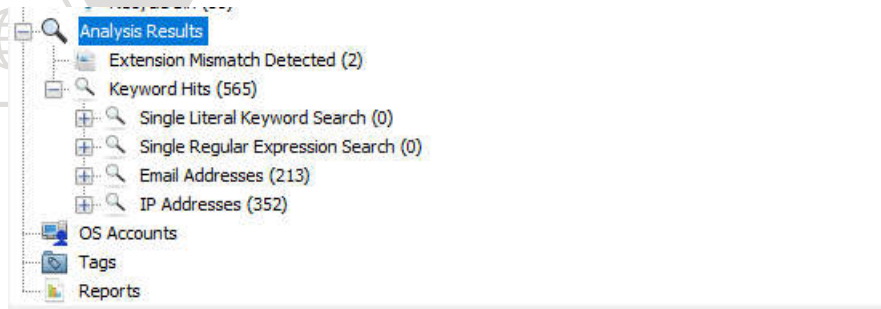 Analysis Results
Extension Mismatch Detected (2)
Keyword Hits (565)
Single Literal Keyword Search (0)
Single Regular Expression Search (0)
Email Addresses (213)
IP Addresses (352)
OS Accounts
Tags
Reports